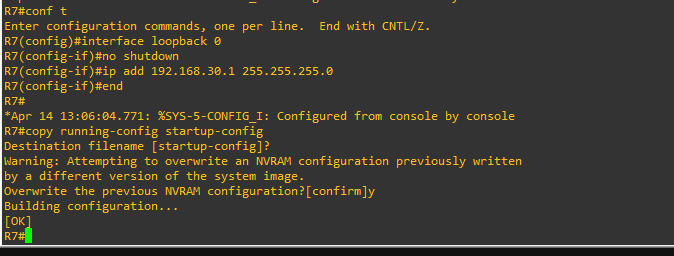 R7#conf t
Enter configuration commands, one per line.  End with CNTL/Z.
R7(config)#interface loopback 0
R7(config-if)#no shutdown
R7(config-if)#ip add 192.168.30.1 255.255.255.0
R7(config-if)#end
R7#
*Apr 14 13:06:04.771: %SYS-5-CONFIG_I: Configured from console by console
R7#copy running-config startup-config
Destination filename [startup-config]?
Warning: Attempting to overwrite an NVRAM configuration previously written
by a different version of the system image.
Overwrite the previous NVRAM configuration?[confirm]y
Building configuration...
[OK]
R7#